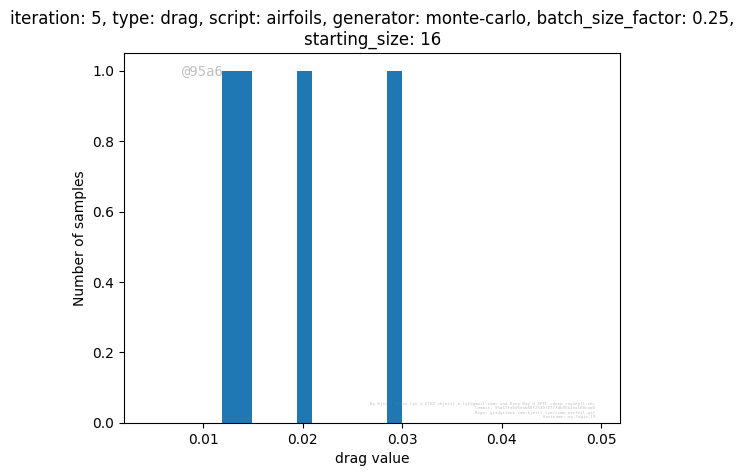 iteration: 5, type: drag, script: airfoils, generator: monte-carlo, batch_size_factor: 0.25,
starting_size: 16
@95a6
1.0
0.8
0.6
0.4
0.2
0.0
Number of samples
0.01 0.02 0.03 0.04 0.05
drag value